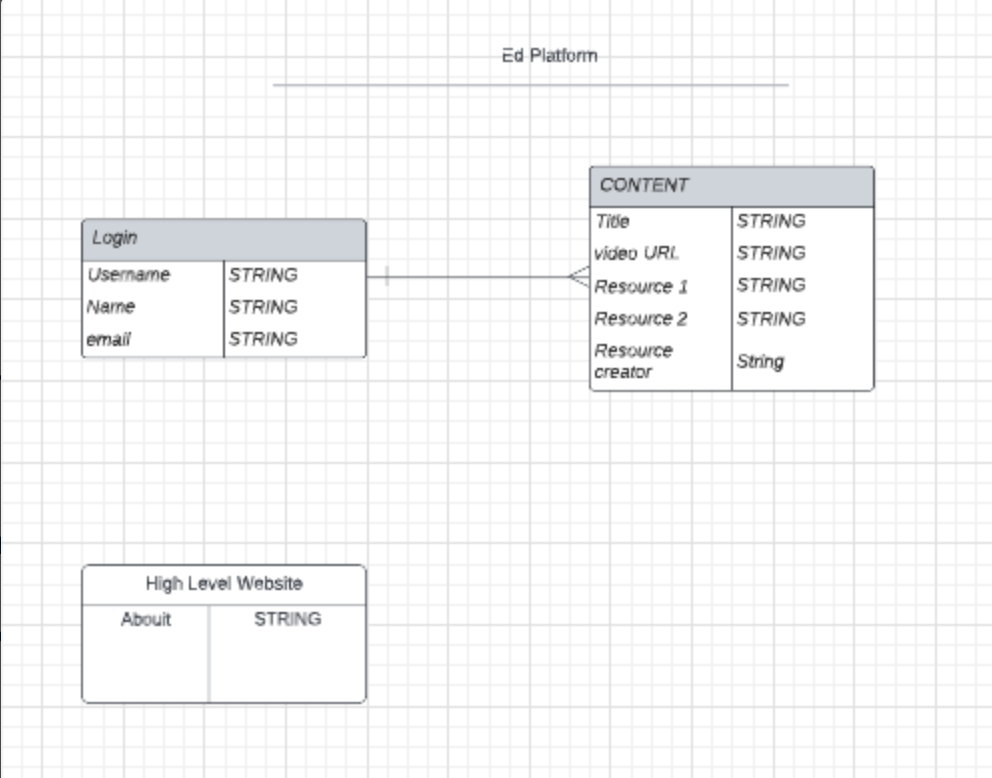 Ed Platform
CONTENT
Title STRING
video URL STRING
Resource 1 STRING
Resource 2 STRING
Resource
creator String
Login
Username STRING
Name STRING
email STRING
High Level Website
Abouit STRING